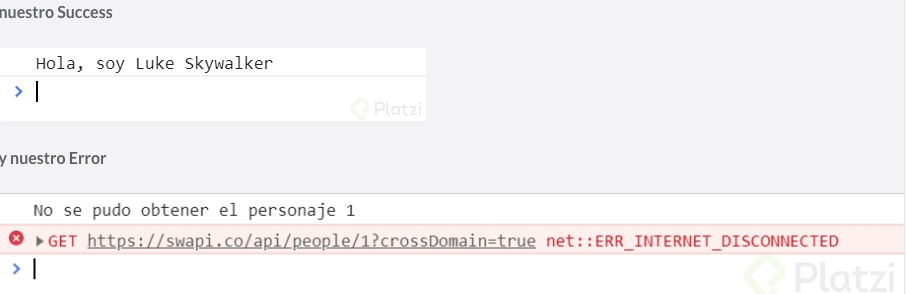 nuestro Success
Hola, soy Luke Skywalker
>
Platzi
y nuestro Error
No se pudo obtener el personaje 1
GET https://swapi.co/api/people/1?crossDomain=true net::ERR_INTERNET_DISCONNECTED
>
Platzi